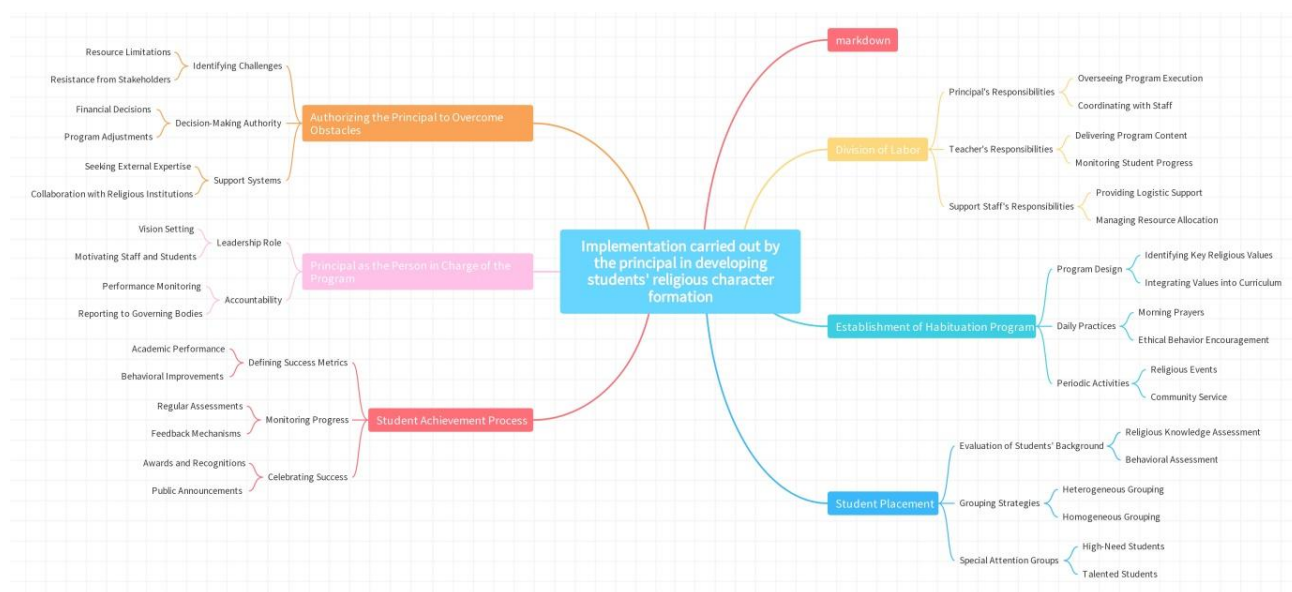 Implementation carried out by
the principal in developing
students' religious character
formation
markdown
Division of Labor
Principal's Responsibilities
Overseeing Program Execution
Coordinating with Staff
Teacher's Responsibilities
Delivering Program Content
Monitoring Student Progress
Support Staff's Responsibilities
Providing Logistic Support
Managing Resource Allocation
Establishment of Habituation Program
Program Design
Identifying Key Religious Values
Integrating Values into Curriculum
Daily Practices
Morning Prayers
Ethical Behavior Encouragement
Periodic Activities
Religious Events
Community Service
Student Placement
Evaluation of Students' Background
Religious Knowledge Assessment
Behavioral Assessment
Grouping Strategies
Heterogeneous Grouping
Homogeneous Grouping
Special Attention Groups
High-Need Students
Talented Students
Authorizing the Principal to Overcome
Obstacles
Identifying Challenges
Resource Limitations
Resistance from Stakeholders
Decision-Making Authority
Financial Decisions
Program Adjustments
Support Systems
Seeking External Expertise
Collaboration with Religious Institutions
Principal as the Person in Charge of the
Program
Leadership Role
Vision Setting
Motivating Staff and Students
Accountability
Performance Monitoring
Reporting to Governing Bodies
Student Achievement Process
Defining Success Metrics
Academic Performance
Behavioral Improvements
Monitoring Progress
Regular Assessments
Feedback Mechanisms
Celebrating Success
Awards and Recognitions
Public Announcements